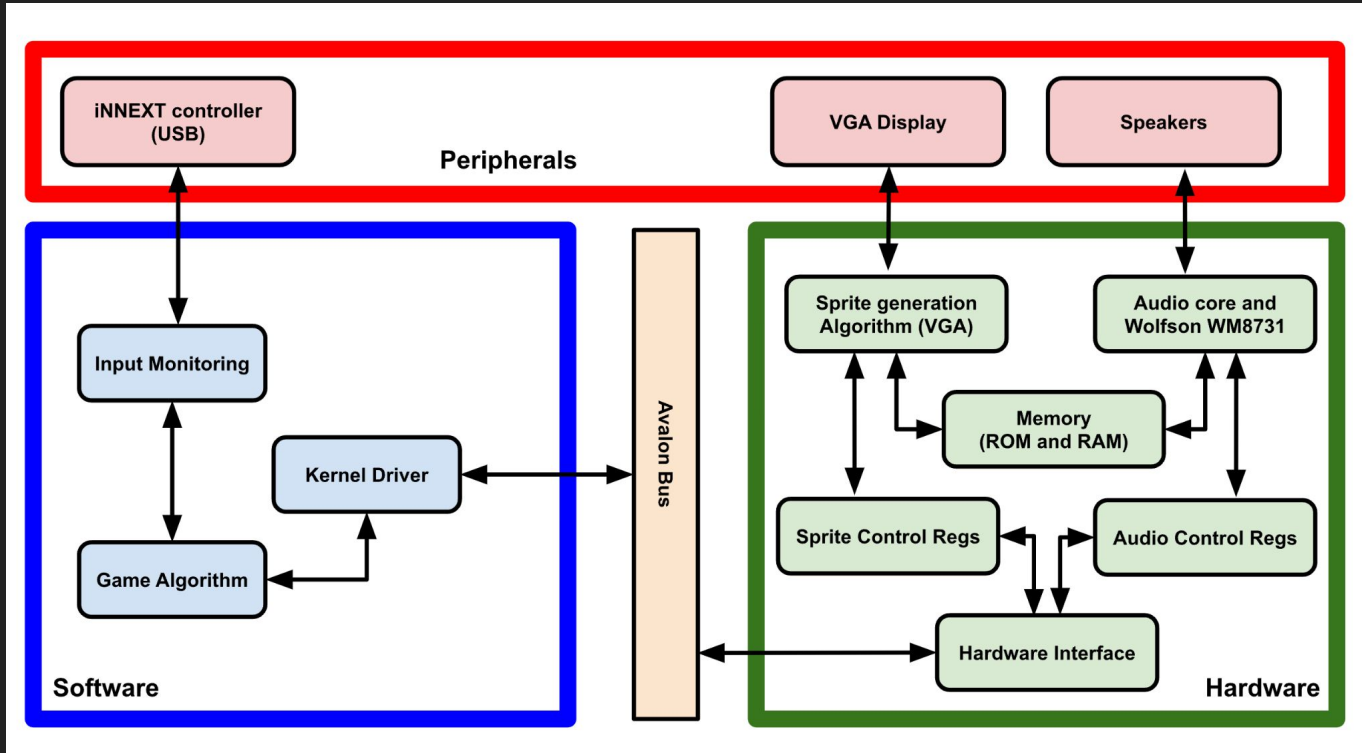 iNNEXT controller
(USB)
VGA Display
Speakers
Peripherals
Input Monitoring
Kernel Driver
Game Algorithm
Software
Avalon Bus
Sprite generation
Algorithm (VGA)
Audio core and
Wolfson WM8731
Memory
(ROM and RAM)
Sprite Control Regs
Audio Control Regs
Hardware Interface
Hardware